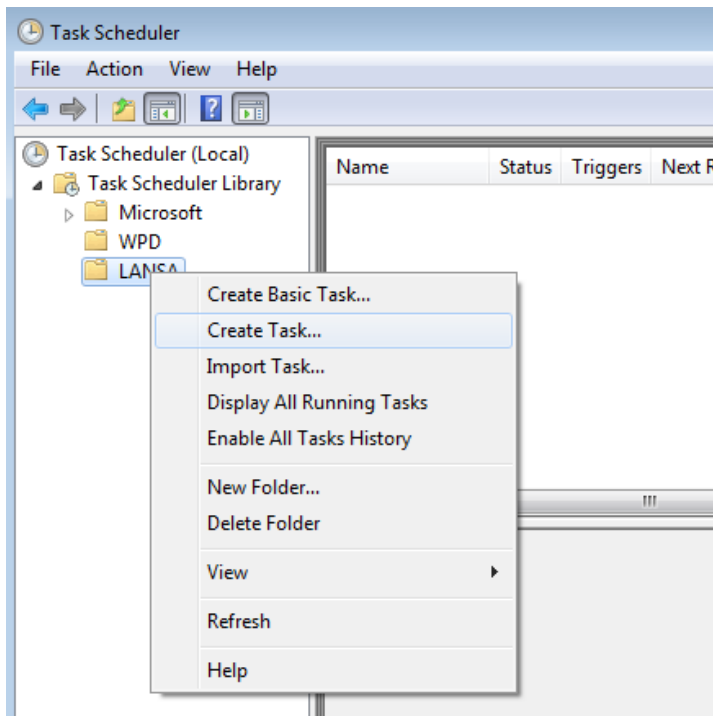 Task Scheduler
File Action View Help
Task Scheduler (Local)
Task Scheduler Library
Microsoft
WPD
LANSA
Name Status Triggers Next R
Create Basic Task...
Create Task...
Import Task...
Display All Running Tasks
Enable All Tasks History
New Folder...
Delete Folder
View
Refresh
Help